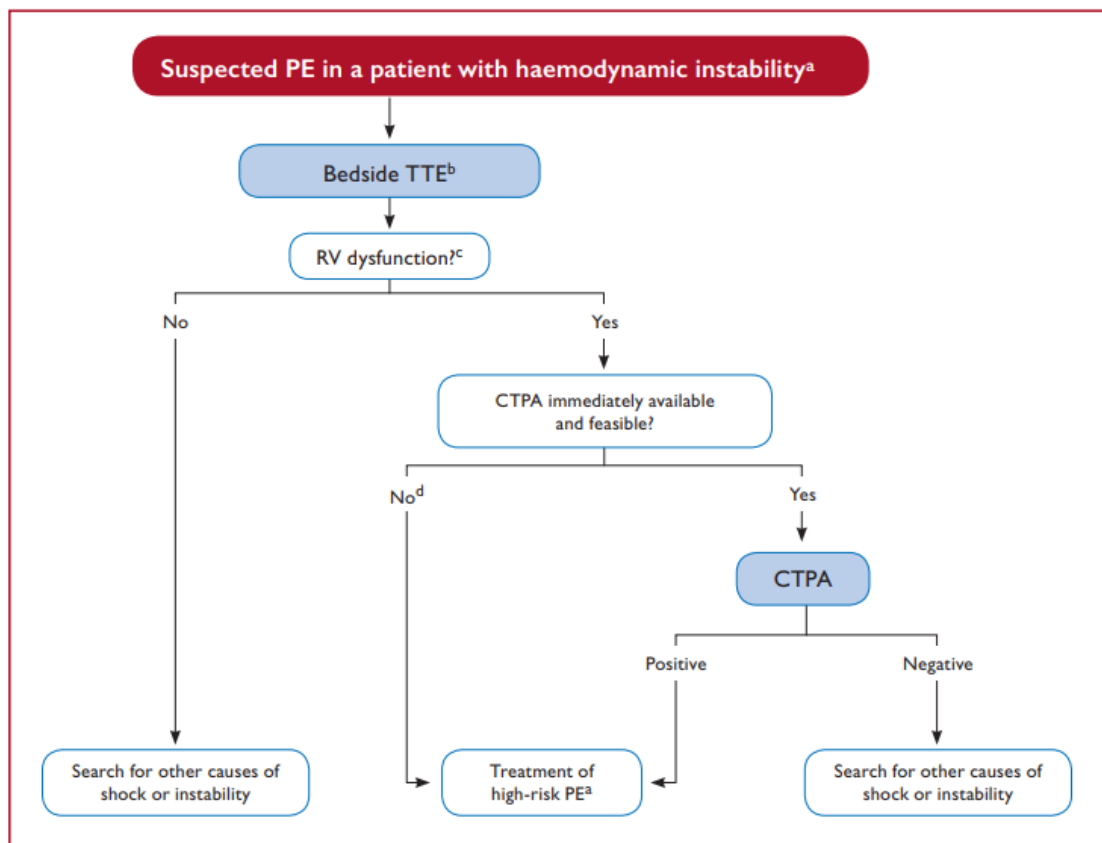 Suspected PE in a patient with haemodynamic instabilityᵃ
Bedside TTEᵇ
RV dysfunction?ᶜ
No
Yes
CTPA immediately available
and feasible?
Noᵈ
Yes
CTPA
Positive
Negative
Search for other causes of
shock or instability
Treatment of
high-risk PEᵃ
Search for other causes of
shock or instability